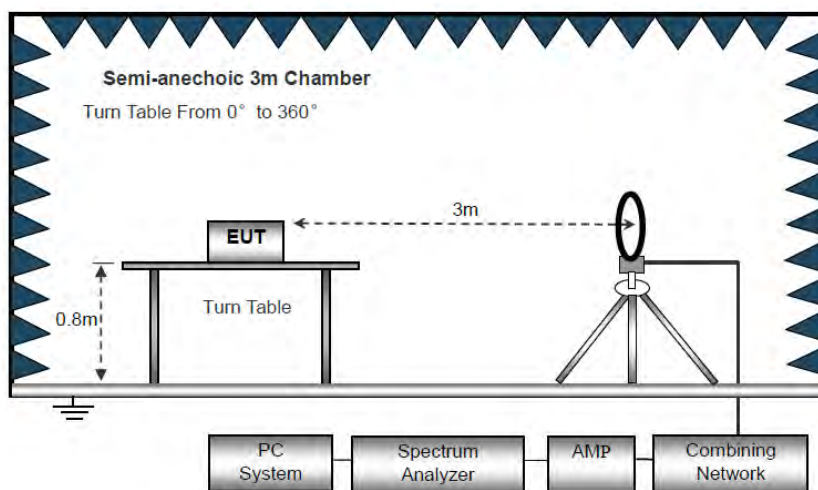 Semi-anechoic 3m Chamber
Turn Table From 0° to 360°
3m
EUT
Turn Table
0.8m
PC
System
Spectrum
Analyzer
AMP
Combining
Network